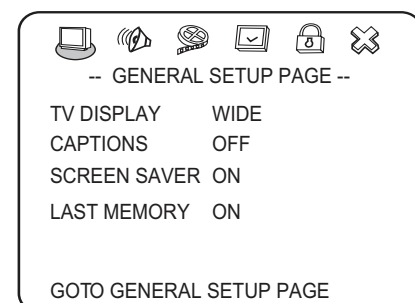 -- GENERAL SETUP PAGE --
TV DISPLAY WIDE
CAPTIONS OFF
SCREEN SAVER ON
LAST MEMORY ON
GOTO GENERAL SETUP PAGE